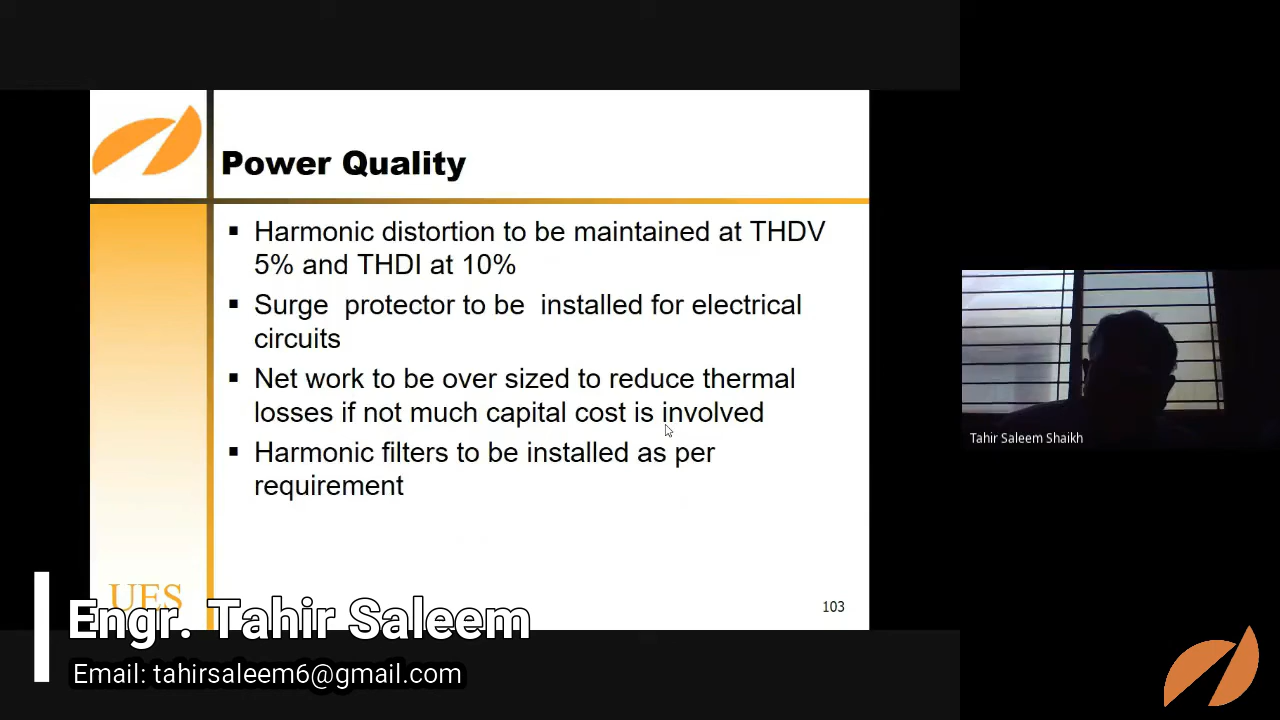 Power Quality
▪ Harmonic distortion to be maintained at THDV
5% and THDI at 10%
▪ Surge protector to be installed for electrical
circuits
▪ Net work to be over sized to reduce thermal
losses if not much capital cost is involved
▪ Harmonic filters to be installed as per
requirement
UES
103
Engr. Tahir Saleem
Email: tahirsaleem6@gmail.com
Tahir Saleem Shaikh